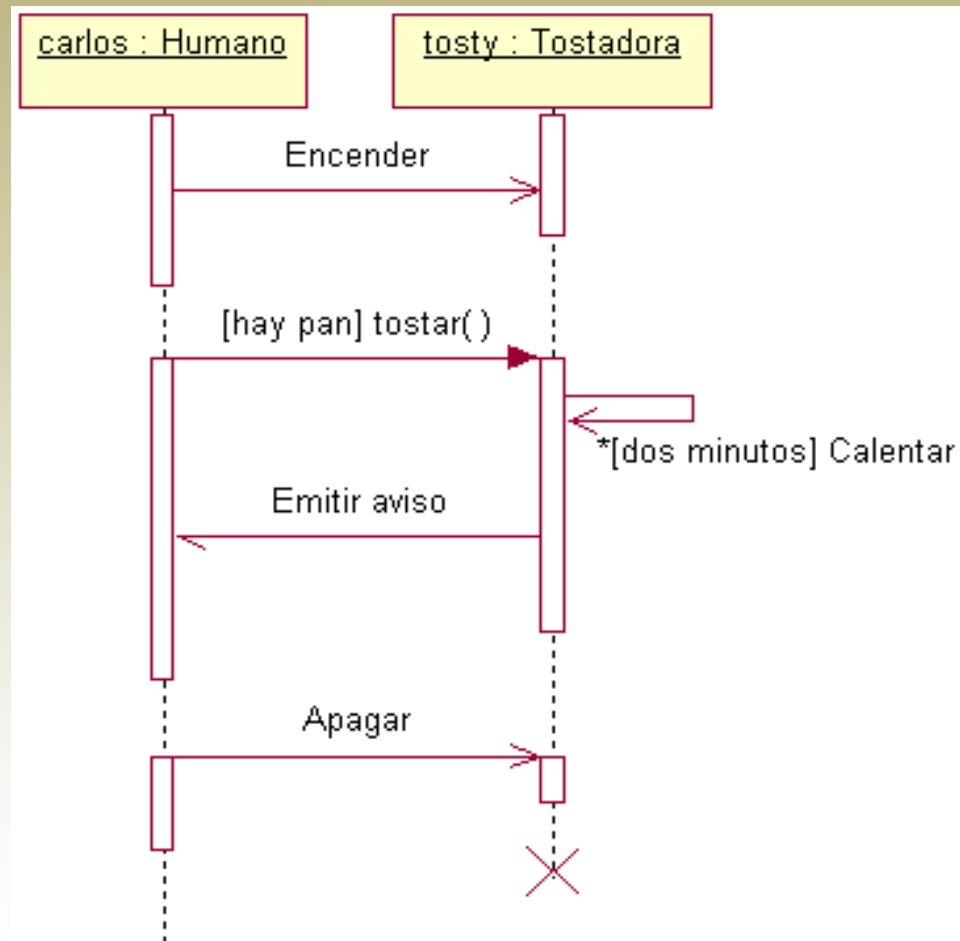 carlos : Humano
tosty : Tostadora
Encender
[hay pan] tostar( )
*[dos minutos] Calentar
Emitir aviso
Apagar